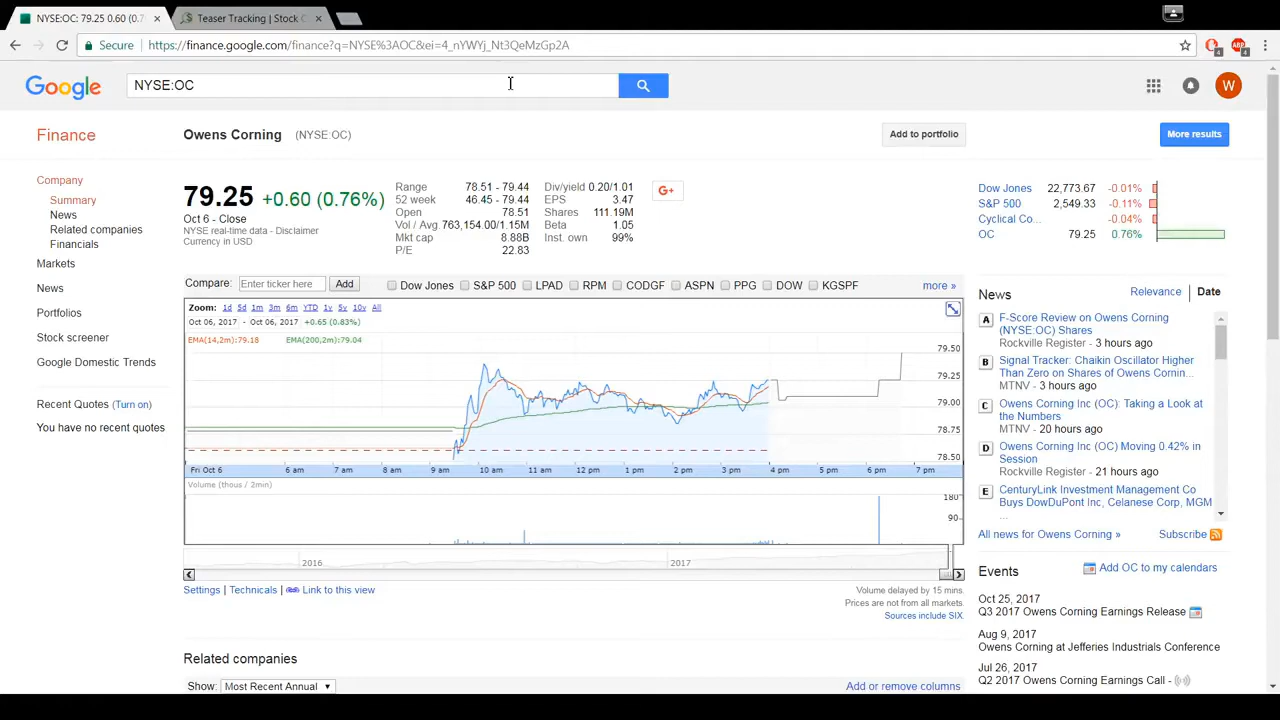 NYSE:OC: 79.25 0.60 (0.7
Teaser Tracking | Stock G
Secure
https://finance.google.com/finance?q=NYSE%3AOC&ei=4_nYWYj_Nt3QeMzGp2A
Google
NYSE:OC
W
Finance
Owens Corning (NYSE:OC)
Add to portfolio
More results
Company
Summary
News
Related companies
Financials
Markets
News
Portfolios
Stock screener
Google Domestic Trends
Recent Quotes (Turn on)
You have no recent quotes
79.25 +0.60 (0.76%)
Oct 6 - Close
NYSE real-time data - Disclaimer
Currency in USD
Range 78.51 - 79.44
52 week 46.45 - 79.44
Open 78.51
Vol / Avg. 763,154.00/1.15M
Mkt cap 8.88B
P/E 22.83
Div/yield 0.20/1.01
EPS 3.47
Shares 111.19M
Beta 1.05
Inst. own 99%
G+
Dow Jones 22,773.67 -0.01%
S&P 500 2,549.33 -0.11%
Cyclical Co... -0.04%
OC 79.25 0.76%
Compare: Enter ticker here Add Dow Jones S&P 500 LPAD RPM CODGF ASPN PPG DOW KGSPF more »
Zoom: 1d 5d 1m 3m 6m YTD 1y 5y 10y All
Oct 06, 2017 - Oct 06, 2017 +0.65 (0.83%)
EMA(14,2m):79.18 EMA(200,2m):79.04
79.50
79.25
79.00
78.75
78.50
Fri Oct 6 6 am 7 am 8 am 9 am 10 am 11 am 12 pm 1 pm 2 pm 3 pm 4 pm 5 pm 6 pm 7 pm
Volume (thous / 2min)
180
90
2016 2017
Settings | Technicals | Link to this view
Volume delayed by 15 mins.
Prices are not from all markets.
Sources include SIX.
Related companies
Show: Most Recent Annual
Add or remove columns
News
Relevance | Date
A F-Score Review on Owens Corning
(NYSE:OC) Shares
Rockville Register - 3 hours ago
B Signal Tracker: Chaikin Oscillator Higher
Than Zero on Shares of Owens Cornin...
MTNV - 3 hours ago
C Owens Corning Inc (OC): Taking a Look at
the Numbers
MTNV - 20 hours ago
D Owens Corning Inc (OC) Moving 0.42% in
Session
Rockville Register - 21 hours ago
E CenturyLink Investment Management Co
Buys DowDuPont Inc, Celanese Corp, MGM
...
All news for Owens Corning »
Subscribe
Events
Add OC to my calendars
Oct 25, 2017
Q3 2017 Owens Corning Earnings Release
Aug 9, 2017
Owens Corning at Jefferies Industrials Conference
Jul 26, 2017
Q2 2017 Owens Corning Earnings Call -